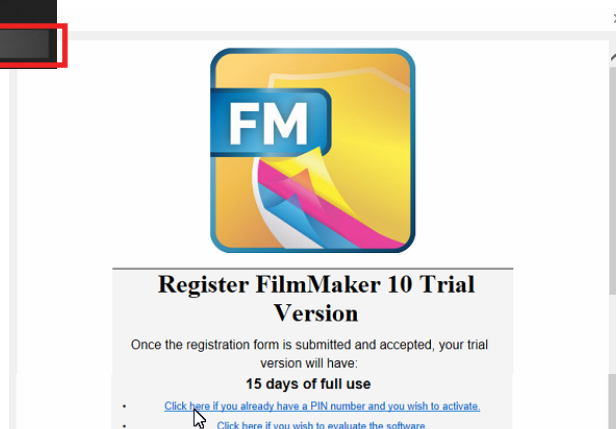 FM
Register FilmMaker 10 Trial
Version
Once the registration form is submitted and accepted, your trial
version will have:
15 days of full use
• Click here if you already have a PIN number and you wish to activate.
• Click here if you wish to evaluate the software.